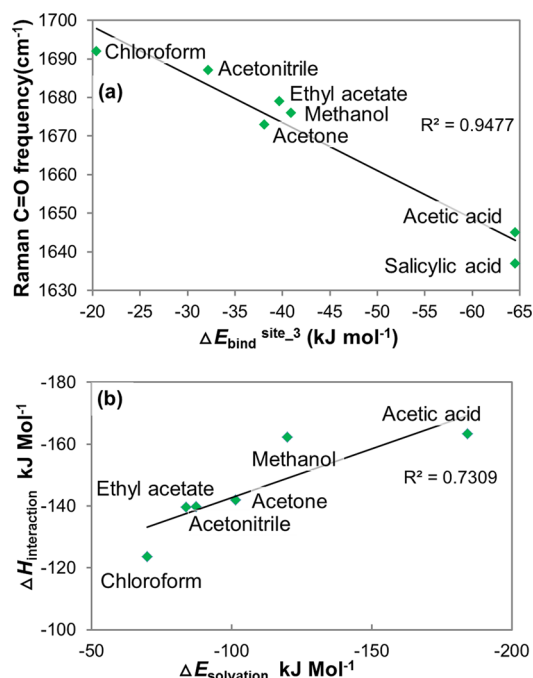 1700
1690
1680
1670
1660
1650
1640
1630
Raman C=O frequency(cm-1)
(a)
Chloroform
Acetonitrile
Ethyl acetate
Methanol
Acetone
R² = 0.9477
Acetic acid
Salicylic acid
-20 -25 -30 -35 -40 -45 -50 -55 -60 -65
ΔEbind site_3 (kJ mol-1)
-180
-160
-140
-120
-100
ΔHinteraction kJ Mol-1
(b)
Acetic acid
Methanol
R² = 0.7309
Ethyl acetate
Acetone
Acetonitrile
Chloroform
-50 -100 -150 -200
ΔEsolvation kJ Mol-1